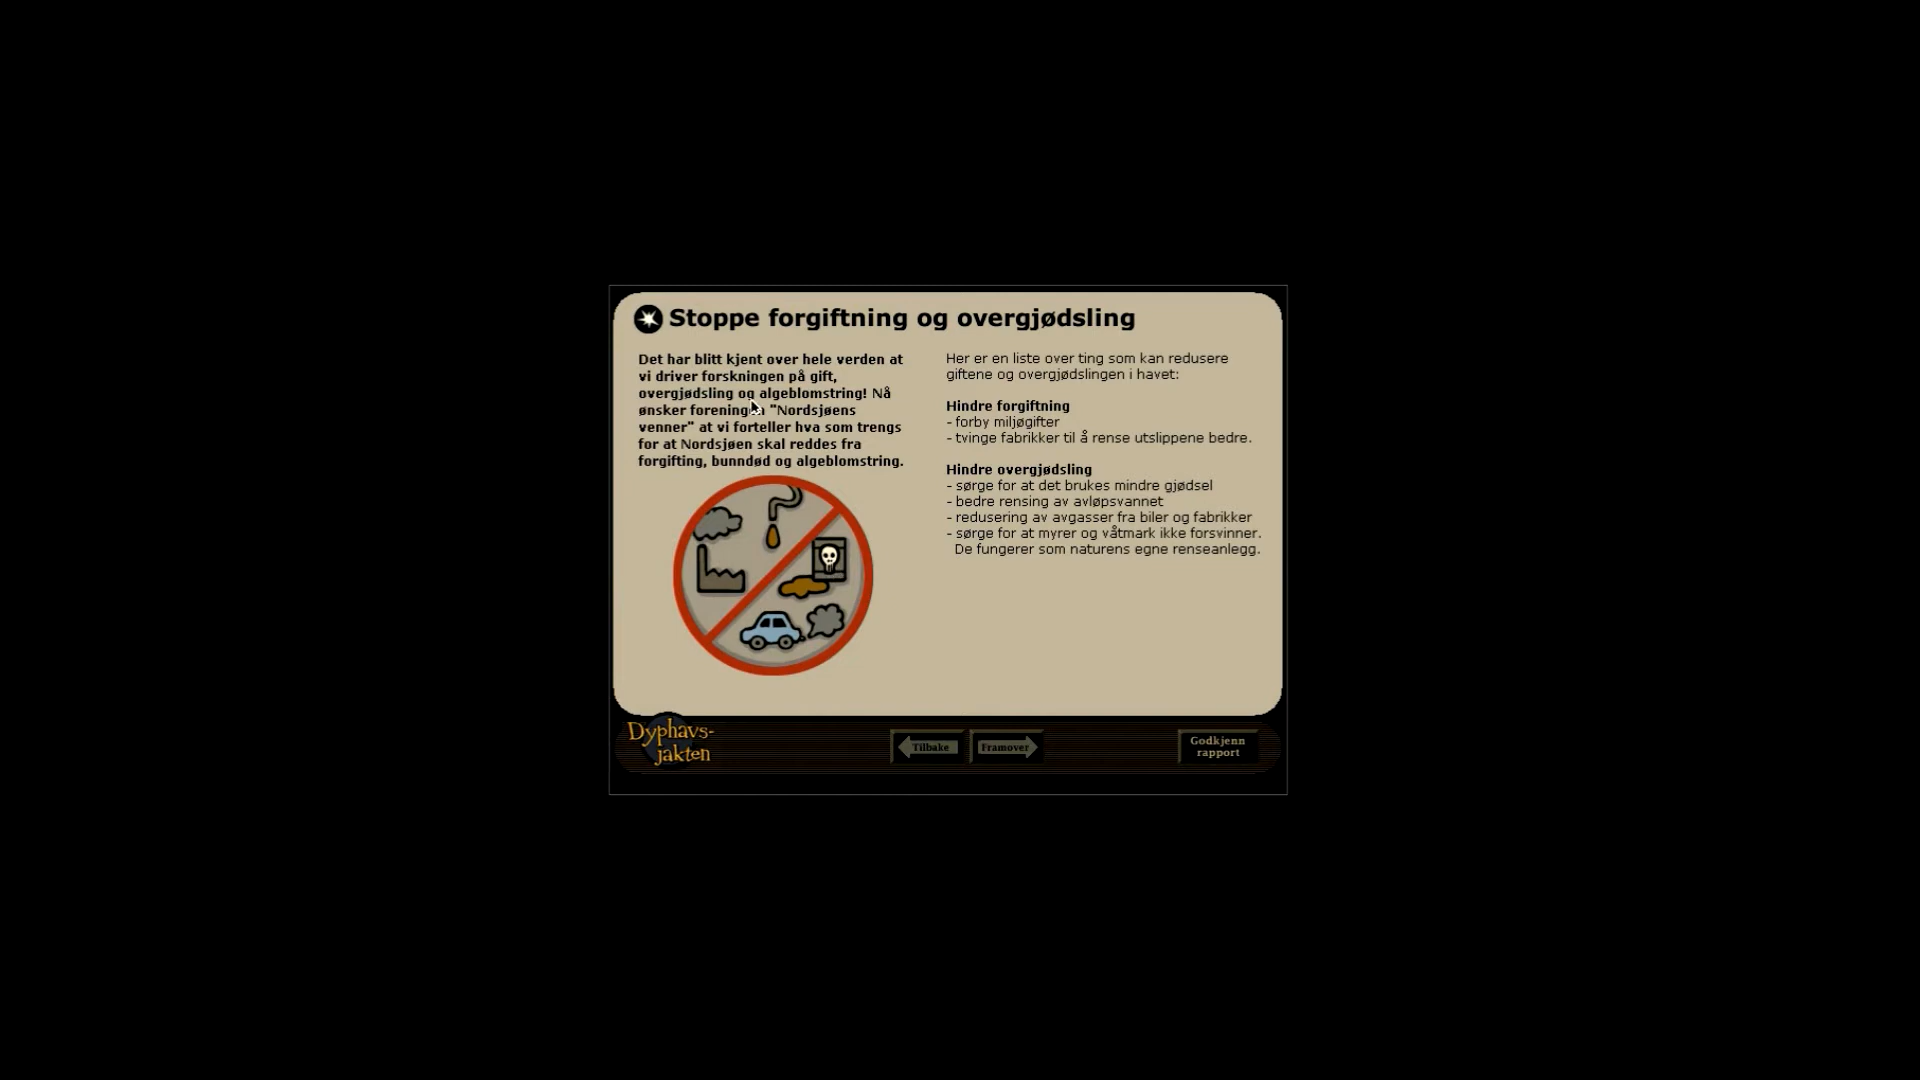 Stoppe forgiftning og overgjødsling
Det har blitt kjent over hele verden at
vi driver forskningen på gift,
overgjødsling og algeblomstring! Nå
ønsker foreningen "Nordsjøens
venner" at vi forteller hva som trengs
for at Nordsjøen skal reddes fra
forgifting, bunndød og algeblomstring.
Her er en liste over ting som kan redusere
giftene og overgjødslingen i havet:
Hindre forgiftning
- forby miljøgifter
- tvinge fabrikker til å rense utslippene bedre.
Hindre overgjødsling
- sørge for at det brukes mindre gjødsel
- bedre rensing av avløpsvannet
- redusering av avgasser fra biler og fabrikker
- sørge for at myrer og våtmark ikke forsvinner.
De fungerer som naturens egne renseanlegg.
Dyphavs-
jakten
Tilbake
Framover
Godkjenn
rapport